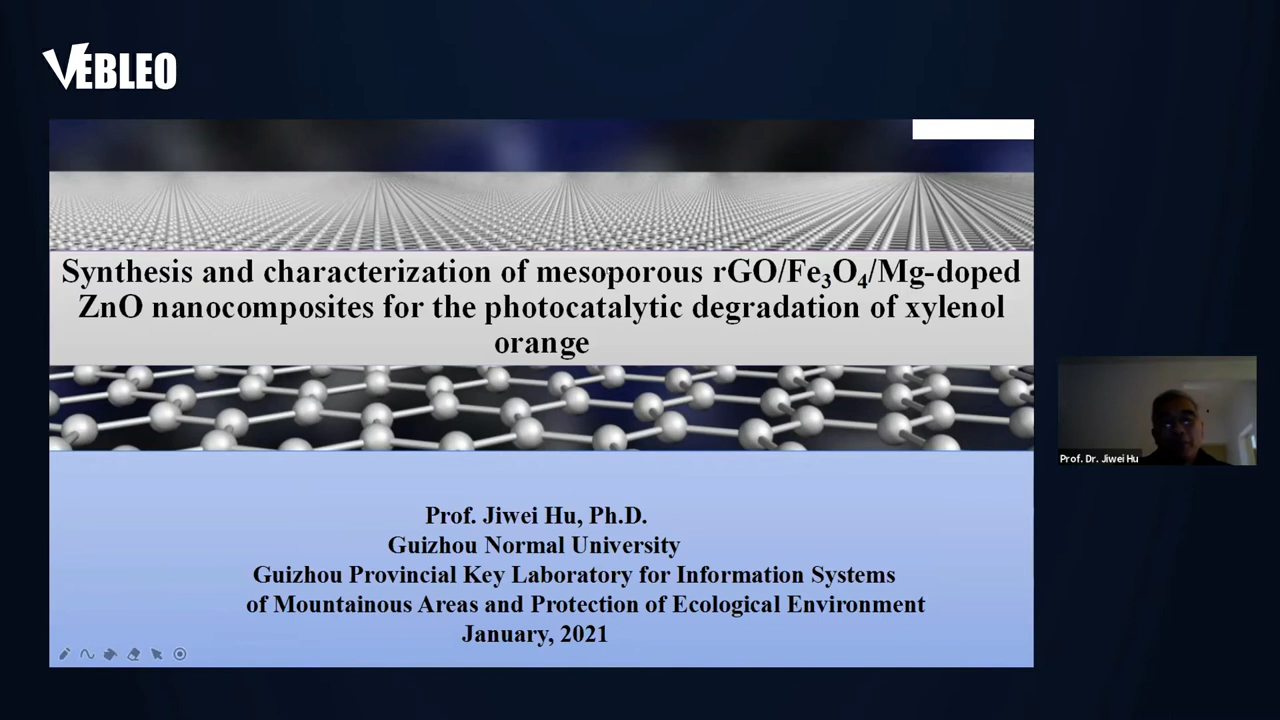 VEBLEO
Synthesis and characterization of mesoporous rGO/Fe₃O₄/Mg-doped
ZnO nanocomposites for the photocatalytic degradation of xylenol
orange
Prof. Dr. Jiwei Hu
Prof. Jiwei Hu, Ph.D.
Guizhou Normal University
Guizhou Provincial Key Laboratory for Information Systems
of Mountainous Areas and Protection of Ecological Environment
January, 2021